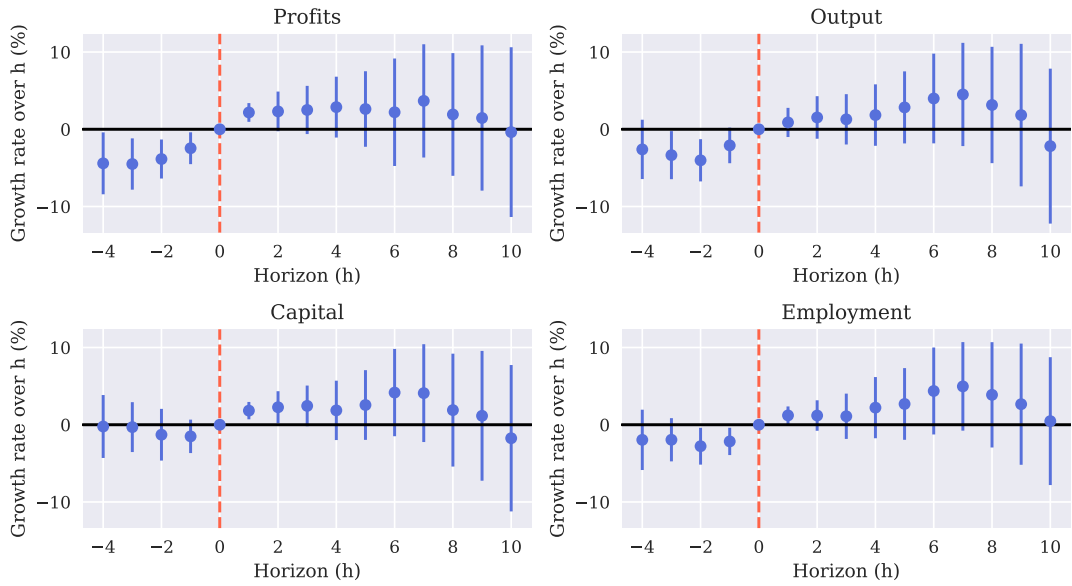 Profits
Growth rate over h (%)
10
0
−10
−4 −2 0 2 4 6 8 10
Horizon (h)
Output
Growth rate over h (%)
10
0
−10
−4 −2 0 2 4 6 8 10
Horizon (h)
Capital
Growth rate over h (%)
10
0
−10
−4 −2 0 2 4 6 8 10
Horizon (h)
Employment
Growth rate over h (%)
10
0
−10
−4 −2 0 2 4 6 8 10
Horizon (h)